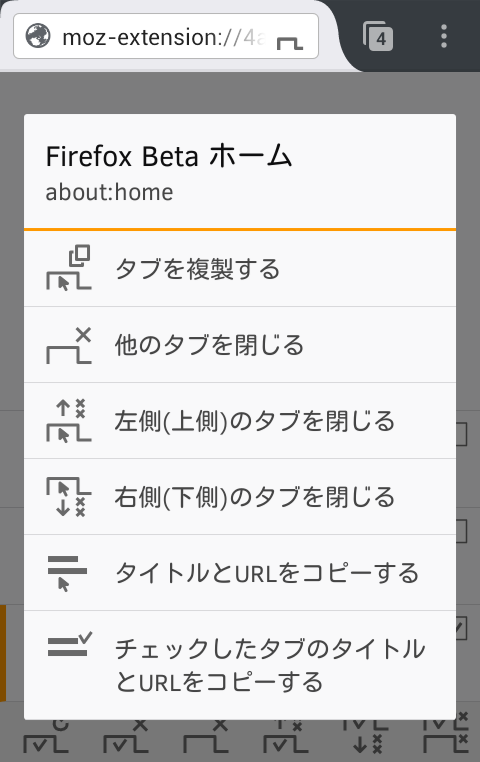 moz-extension://4a
4
Firefox Beta ホーム
about:home
タブを複製する
他のタブを閉じる
左側(上側)のタブを閉じる
右側(下側)のタブを閉じる
タイトルとURLをコピーする
チェックしたタブのタイトル
とURLをコピーする